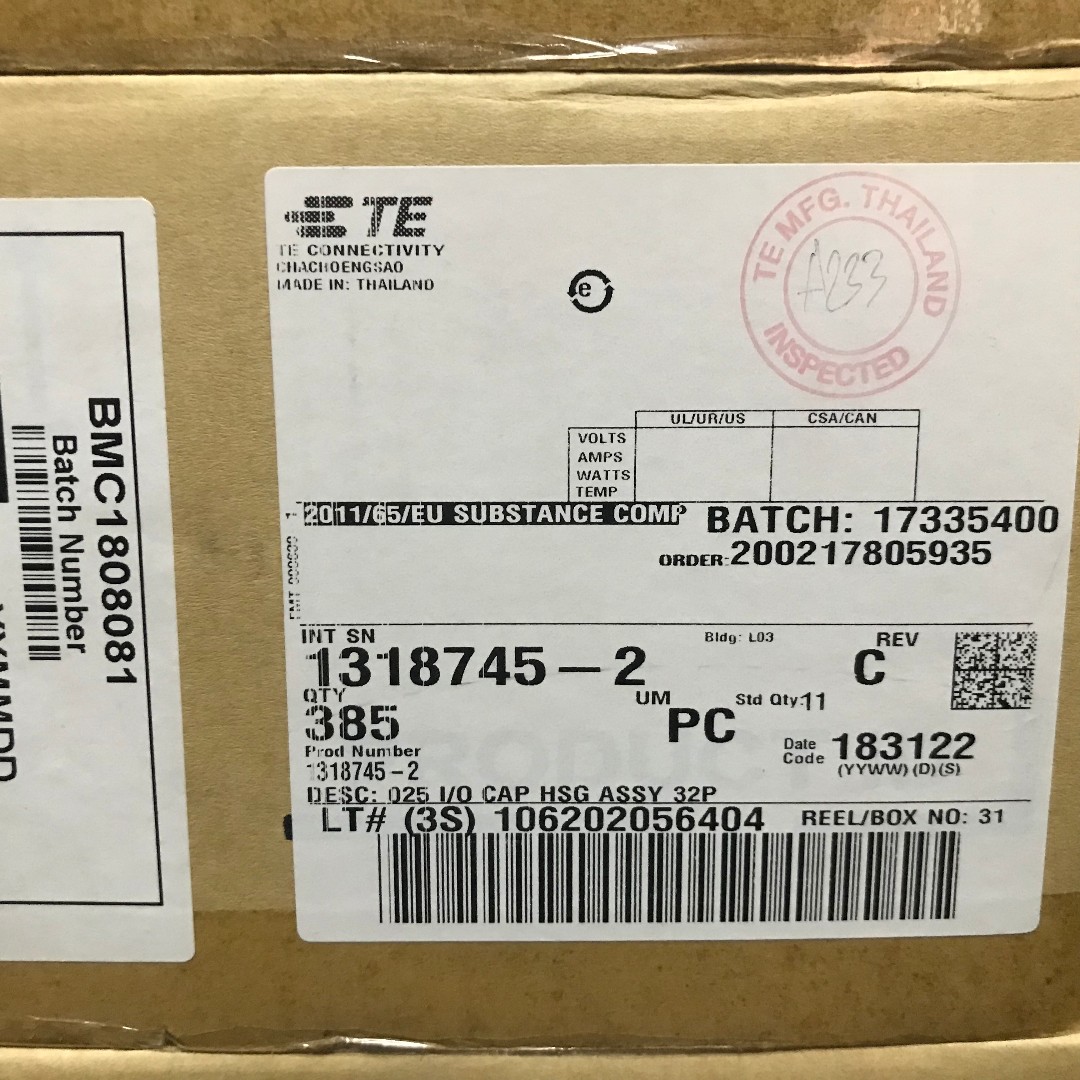 BMC1808081
Batch Number
TE
TE CONNECTIVITY
CHACHOENGSAO
MADE IN: THAILAND
e
TE MFG. THAILAND
A233
INSPECTED
UL/UR/US CSA/CAN
VOLTS
AMPS
WATTS
TEMP
2011/65/EU SUBSTANCE COMP
BATCH: 17335400
ORDER:200217805935
INT SN
Bldg: L03
REV
1318745-2
C
QTY
UM
Std Qty:11
385
PC
Prod Number
Date Code 183122
1318745-2
(YYWW)(D)(S)
DESC: 025 I/O CAP HSG ASSY 32P
LT# (3S) 106202056404 REEL/BOX NO: 31